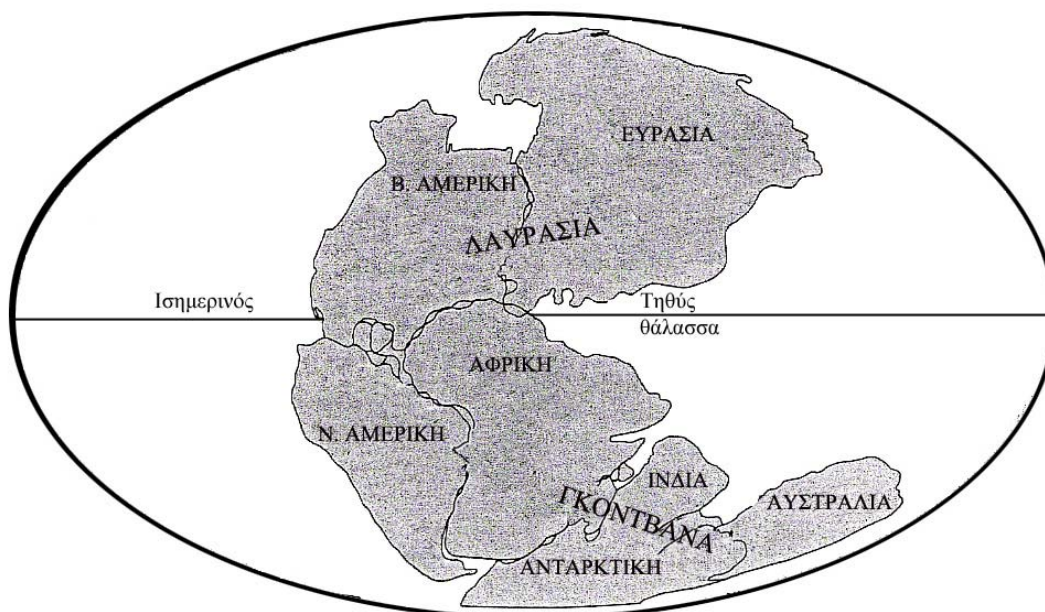 ΕΥΡΑΣΙΑ
Β. ΑΜΕΡΙΚΗ
ΛΑΥΡΑΣΙΑ
Ισημερινός
Τηθύς
θάλασσα
ΑΦΡΙΚΗ
Ν. ΑΜΕΡΙΚΗ
ΙΝΔΙΑ
ΑΥΣΤΡΑΛΙΑ
ΓΚΟΝΤΒΑΝΑ
ΑΝΤΑΡΚΤΙΚΗ